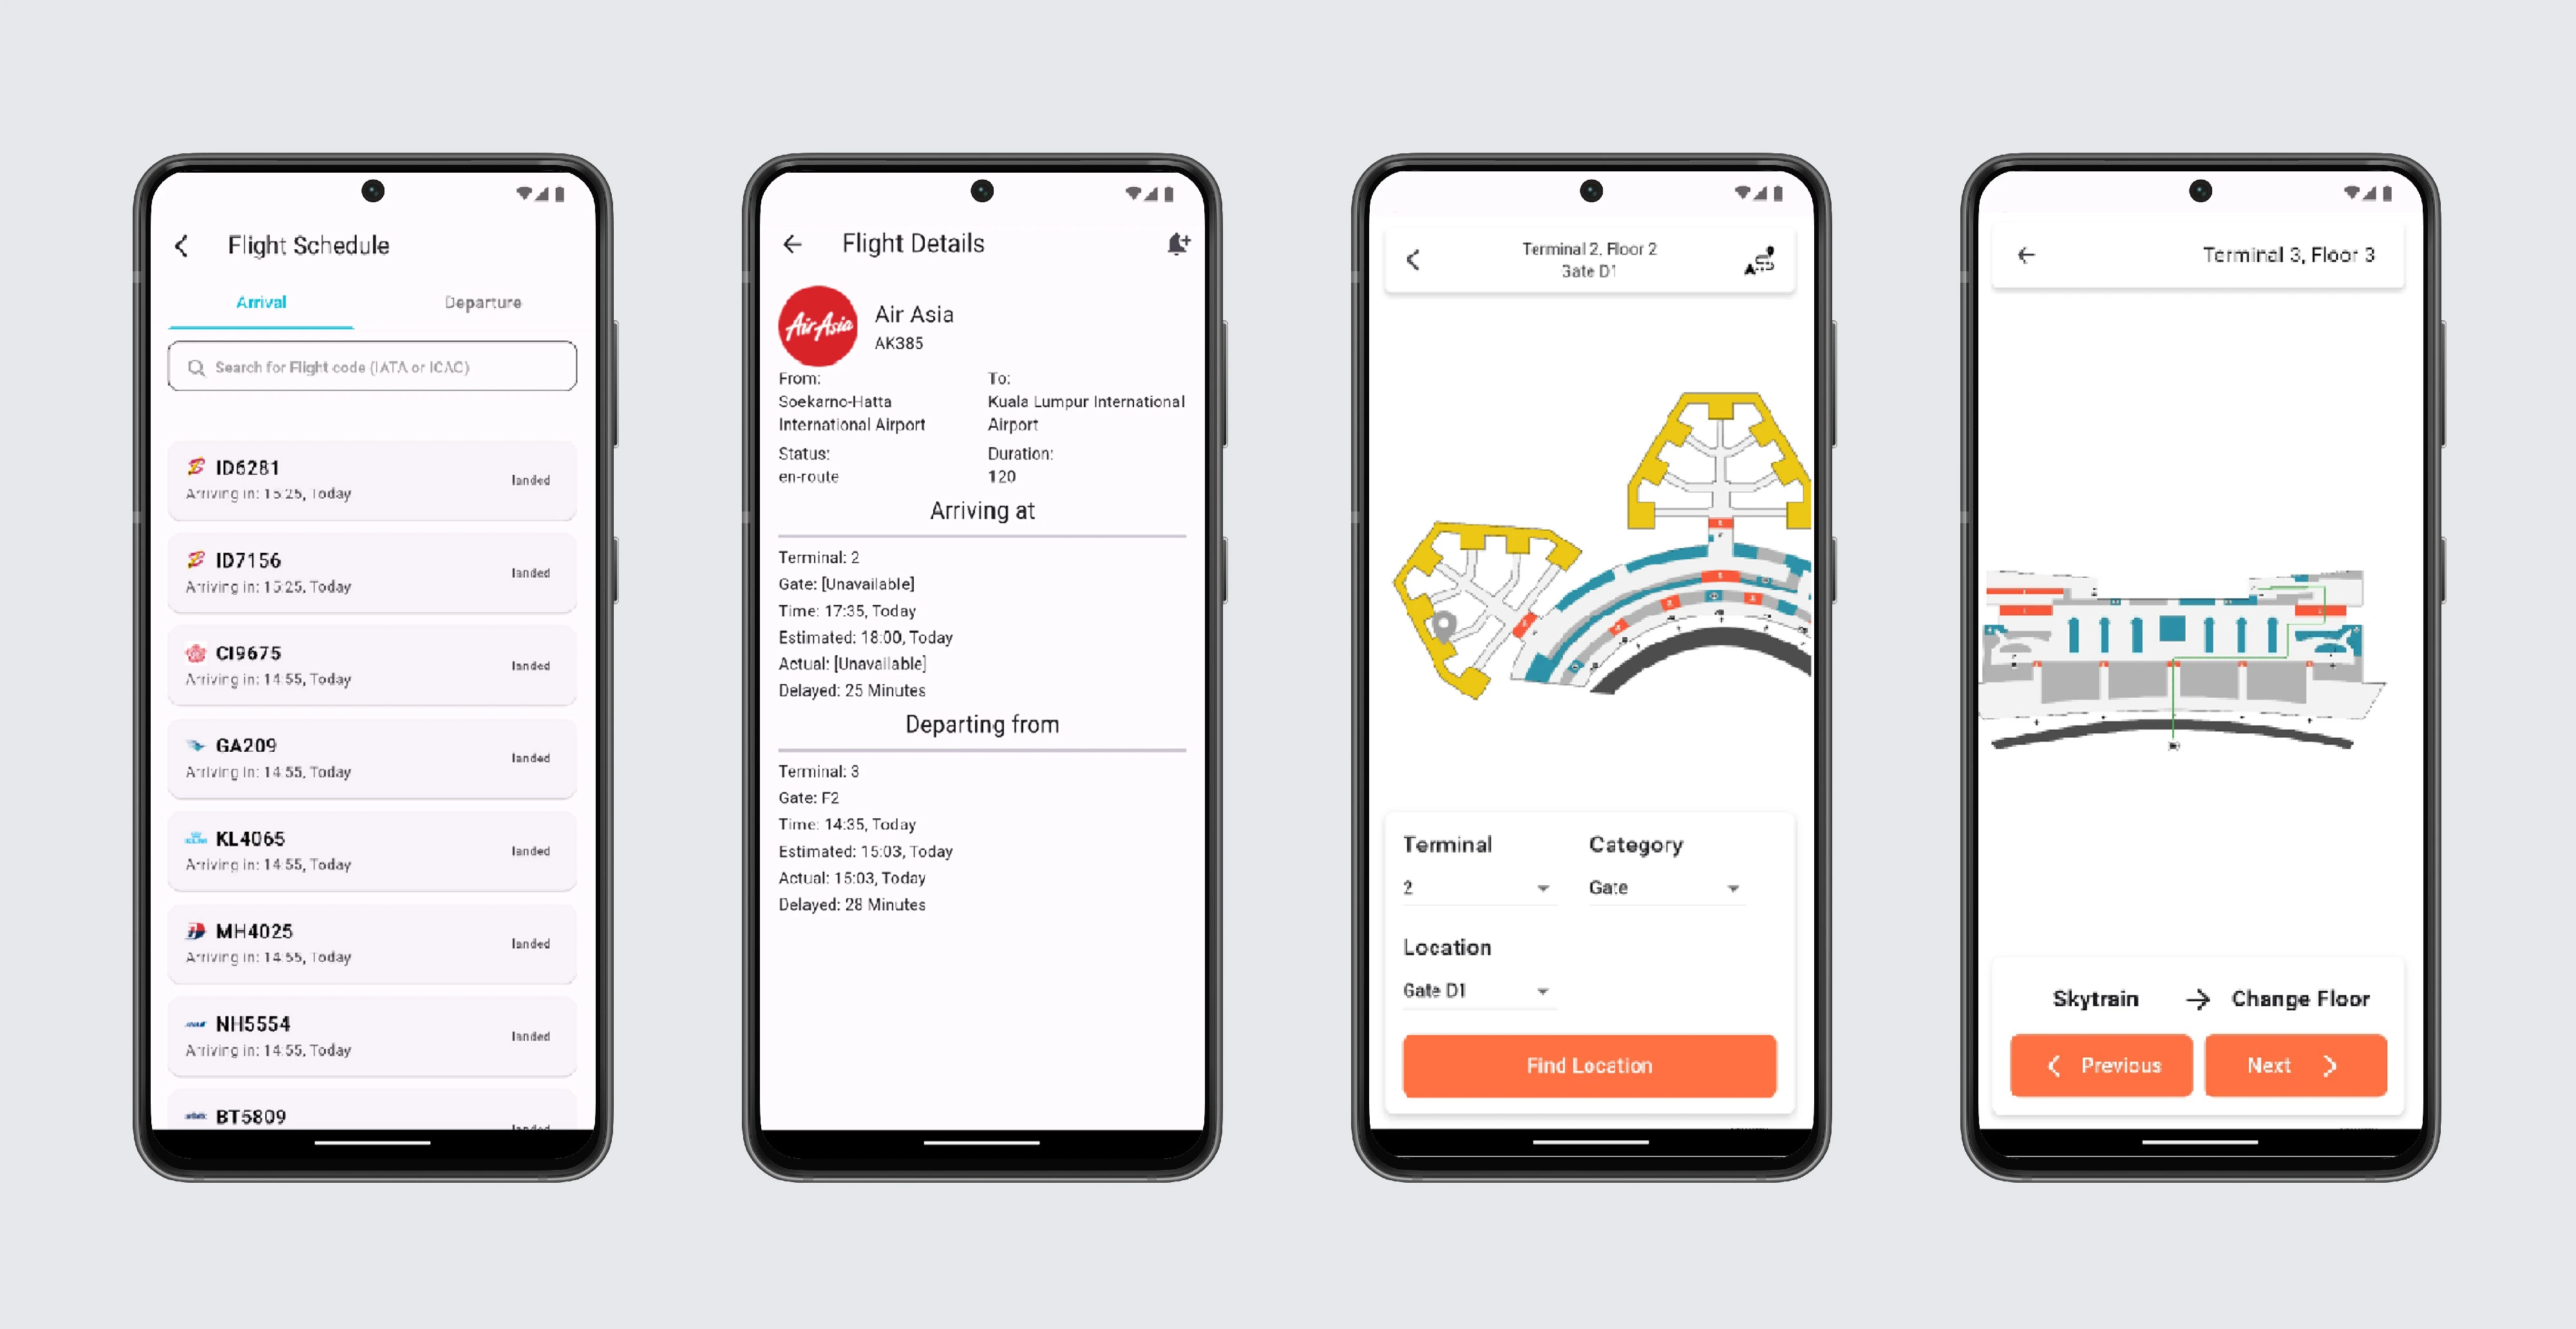 Flight Schedule
Arrival
Departure
Search for Flight code (IATA or ICAO)
ID6281
Arriving in: 15:25, Today
landed
ID7156
Arriving in: 15:25, Today
landed
CI9675
Arriving in: 14:55, Today
landed
GA209
Arriving in: 14:55, Today
landed
KL4065
Arriving in: 14:55, Today
landed
MH4025
Arriving in: 14:55, Today
landed
NH5554
Arriving in: 14:55, Today
landed
BT5809
landed
Flight Details
AirAsia
Air Asia
AK385
From:
Soekarno-Hatta
International Airport
To:
Kuala Lumpur International
Airport
Status:
en-route
Duration:
120
Arriving at
Terminal: 2
Gate: [Unavailable]
Time: 17:35, Today
Estimated: 18:00, Today
Actual: [Unavailable]
Delayed: 25 Minutes
Departing from
Terminal: 3
Gate: F2
Time: 14:35, Today
Estimated: 15:03, Today
Actual: 15:03, Today
Delayed: 28 Minutes
Terminal 2, Floor 2
Gate D1
Terminal
2
Category
Gate
Location
Gate D1
Find Location
Terminal 3, Floor 3
Skytrain → Change Floor
Previous
Next